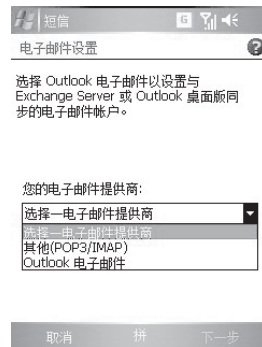 短信
G
电子邮件设置
选择 Outlook 电子邮件以设置与
Exchange Server 或 Outlook 桌面版同
步的电子邮件帐户。
您的电子邮件提供商:
选择一电子邮件提供商
选择一电子邮件提供商
其他(POP3/IMAP)
Outlook 电子邮件
取消 拼 下一步